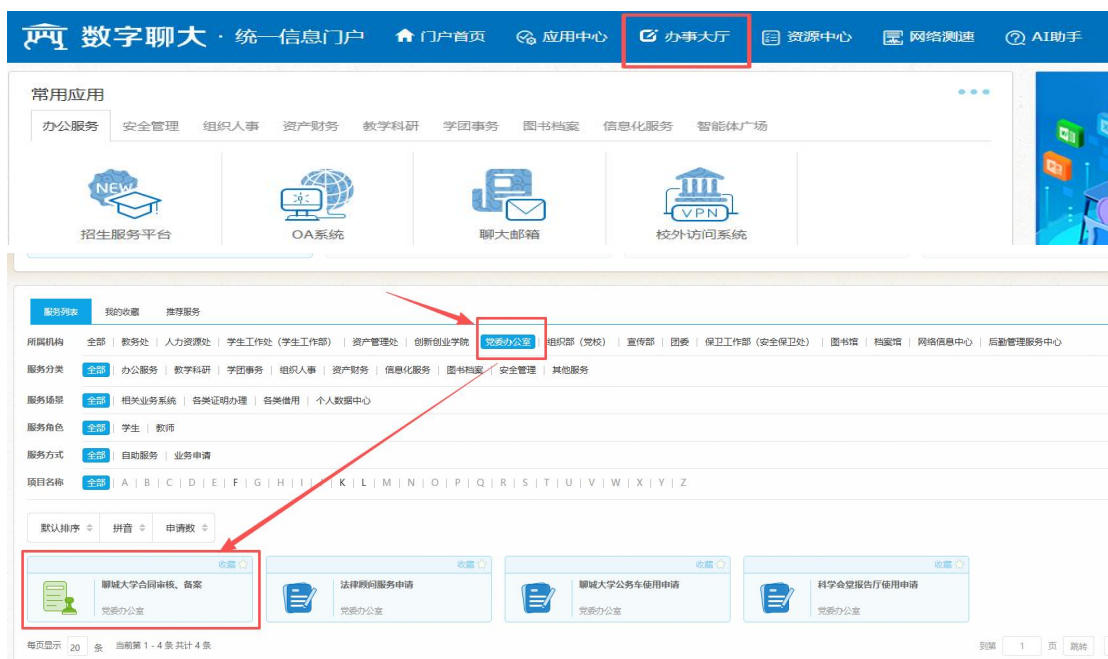 数字聊大 · 统一信息门户 门户首页 应用中心 办事大厅 资源中心 网络测速 AI助手
常用应用
办公服务 安全管理 组织人事 资产财务 教学科研 学团事务 图书档案 信息化服务 智能体广场
NEW
VPN
招生服务平台 OA系统 聊大邮箱 校外访问系统
服务列表 我的收藏 推荐服务
所属机构 全部 | 教务处 | 人力资源处 | 学生工作处（学生工作部） | 资产管理处 | 创新创业学院 党委办公室 组织部（党校） | 宣传部 | 团委 | 保卫工作部（安全保卫处） | 图书馆 | 档案馆 | 网络信息中心 | 后勤管理服务中心
服务分类 全部 | 办公服务 | 教学科研 | 学团事务 | 组织人事 | 资产财务 | 信息化服务 | 图书档案 | 安全管理 | 其他服务
服务场景 全部 | 相关业务系统 | 各类证明办理 | 各类借用 | 个人数据中心
服务角色 全部 | 学生 | 教师
服务方式 全部 | 自助服务 | 业务申请
项目名称 全部 | A | B | C | D | E | F | G | H | I | K | L | M | N | O | P | Q | R | S | T | U | V | W | X | Y | Z
默认排序 拼音 申请数
收藏 收藏 收藏 收藏
聊城大学合同审核、备案 法律顾问服务申请 聊城大学公务车使用申请 科学会堂报告厅使用申请
党委办公室 党委办公室 党委办公室 党委办公室
每页显示 20 条 当前第 1 - 4 条 共计 4 条 到第 1 页 跳转